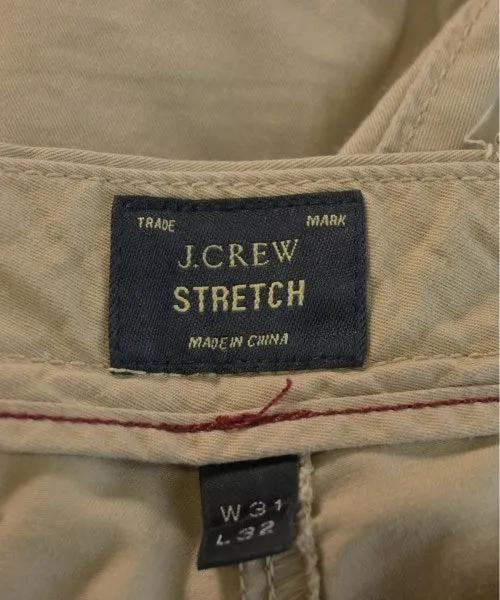 TRADE MARK
J.CREW
STRETCH
MADE IN CHINA
W 31
L 32